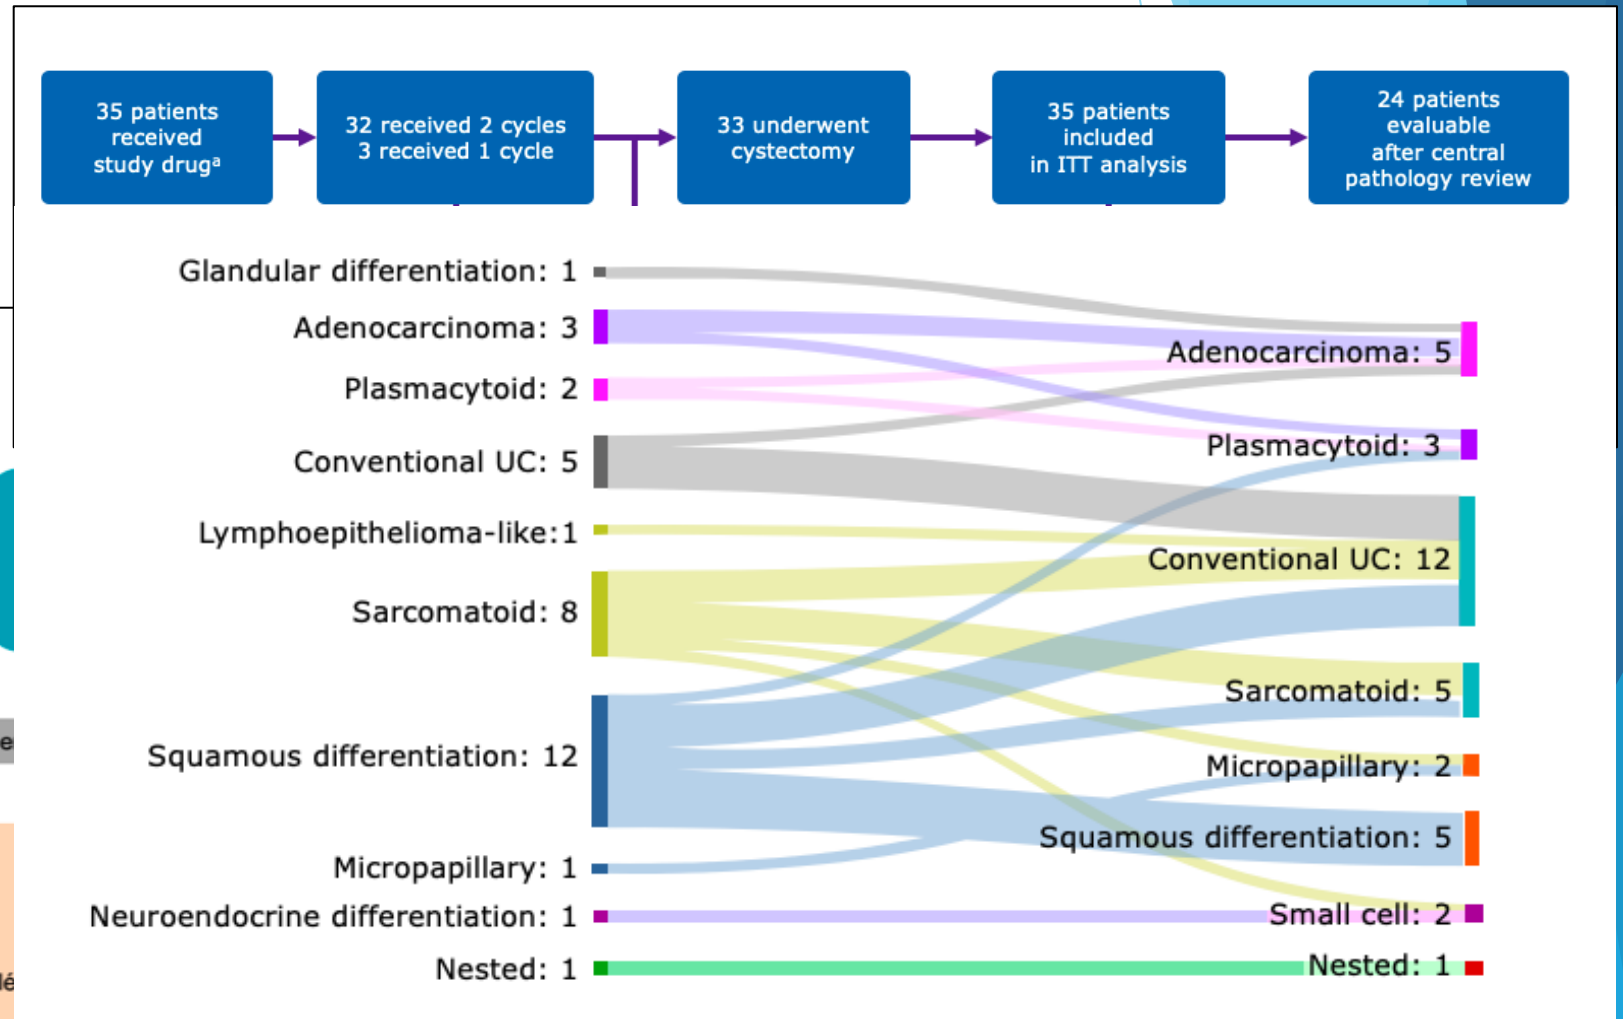 35 patients
received
study drugª
32 received 2 cycles
3 received 1 cycle
33 underwent
cystectomy
35 patients
included
in ITT analysis
24 patients
evaluable
after central
pathology review
Glandular differentiation: 1
Adenocarcinoma: 3
Plasmacytoid: 2
Conventional UC: 5
Lymphoepithelioma-like:1
Sarcomatoid: 8
Squamous differentiation: 12
Micropapillary: 1
Neuroendocrine differentiation: 1
Nested: 1
Adenocarcinoma: 5
Plasmacytoid: 3
Conventional UC: 12
Sarcomatoid: 5
Micropapillary: 2
Squamous differentiation: 5
Small cell: 2
Nested: 1